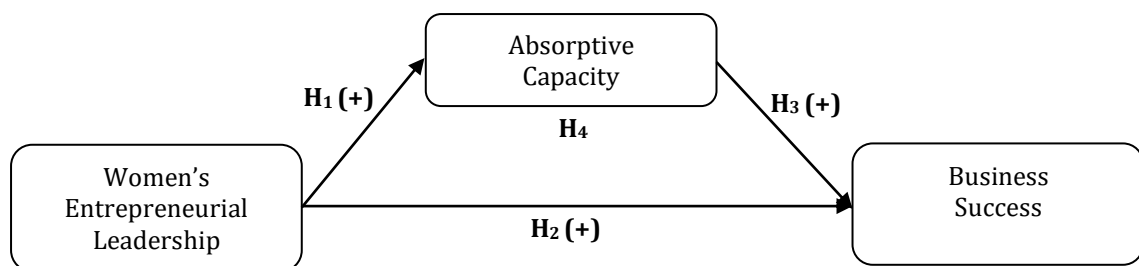 Absorptive
Capacity
H₁ (+)
H₃ (+)
H₄
Women’s
Entrepreneurial
Leadership
Business
Success
H₂ (+)